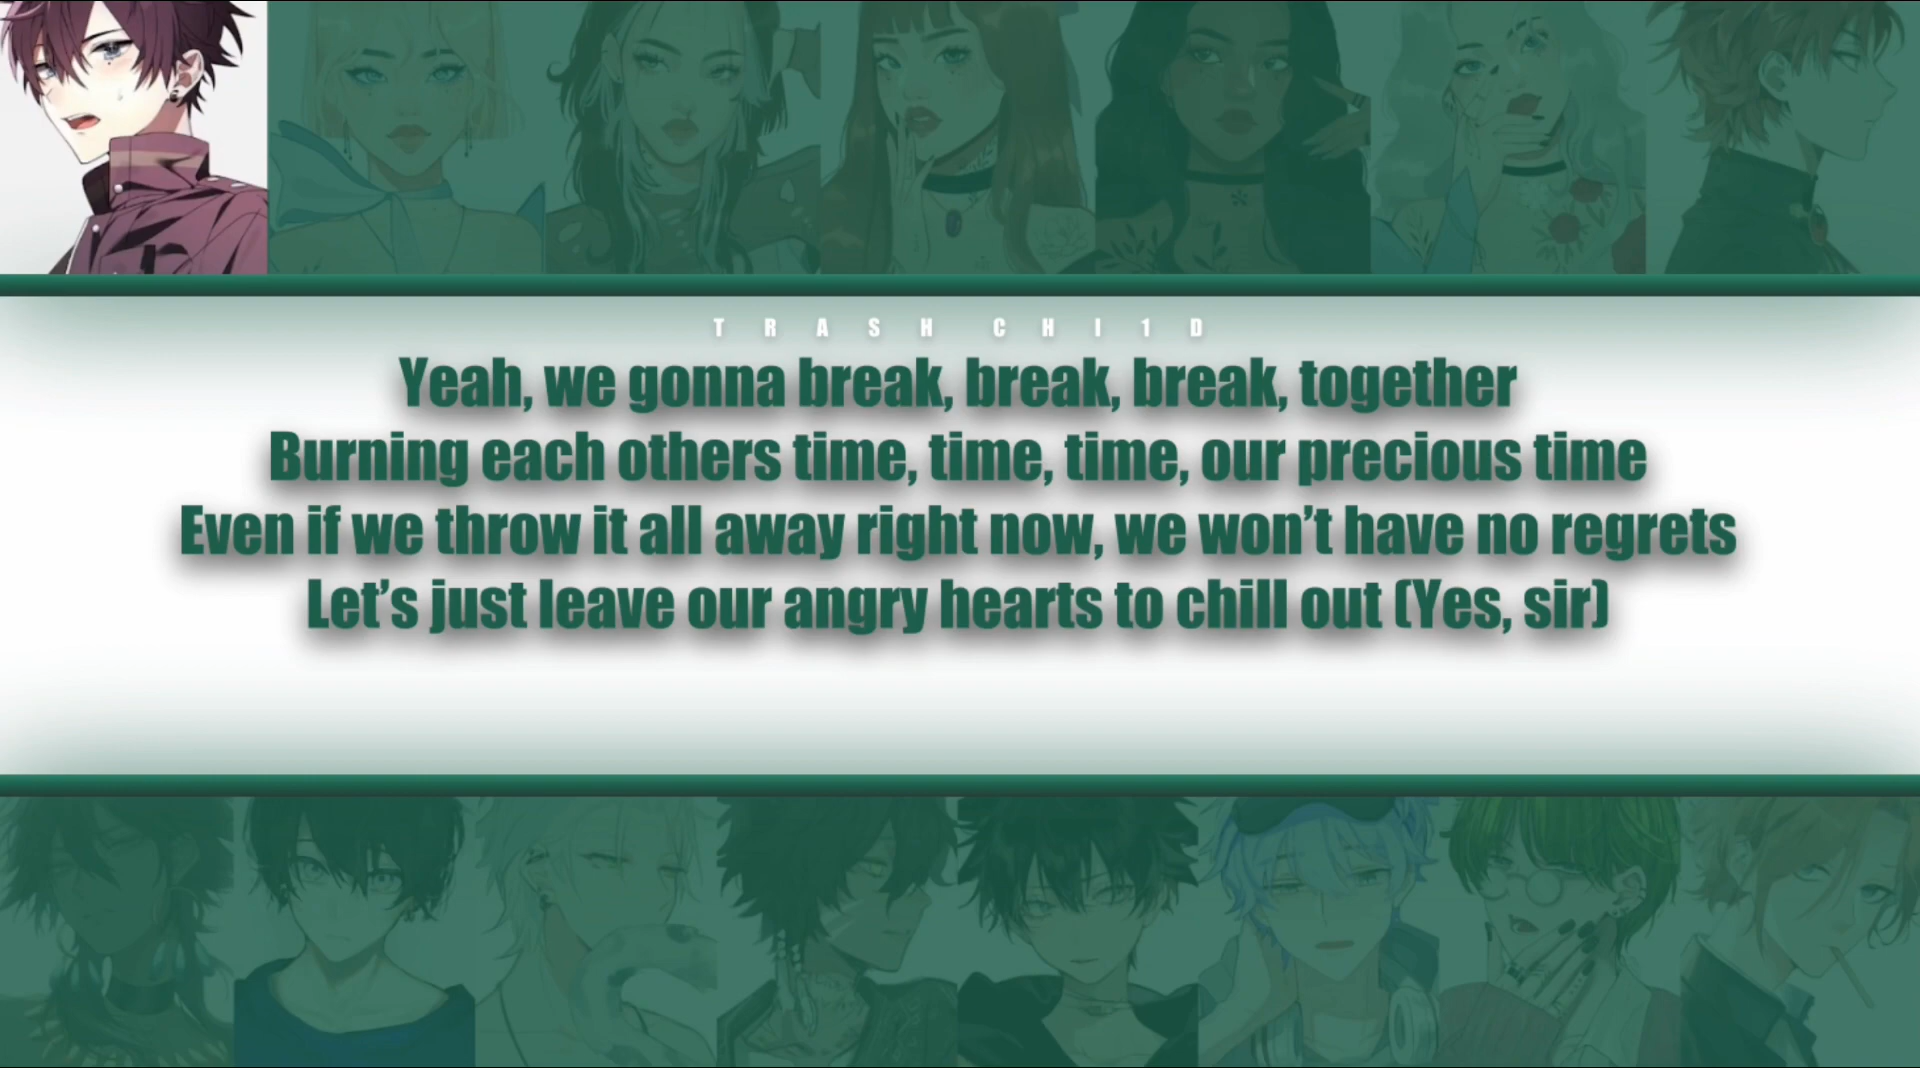 TRASH CHI1D
Yeah, we gonna break, break, break, together
Burning each others time, time, time, our precious time
Even if we throw it all away right now, we won’t have no regrets
Let’s just leave our angry hearts to chill out (Yes, sir)